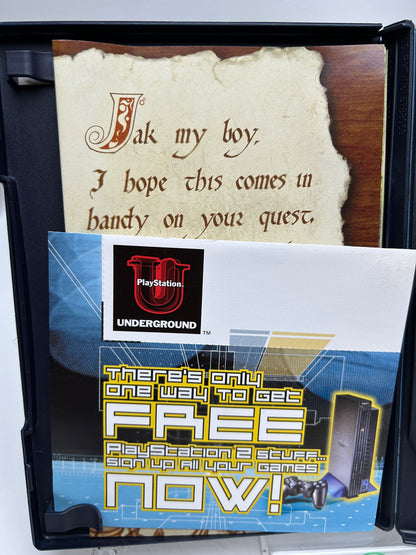 Jak my boy,
I hope this comes in
handy on your quest.
U
PlayStation
UNDERGROUND
™
There's only
one way to get
FREE
PlayStation 2 stuff...
sign up all your games
NOW!